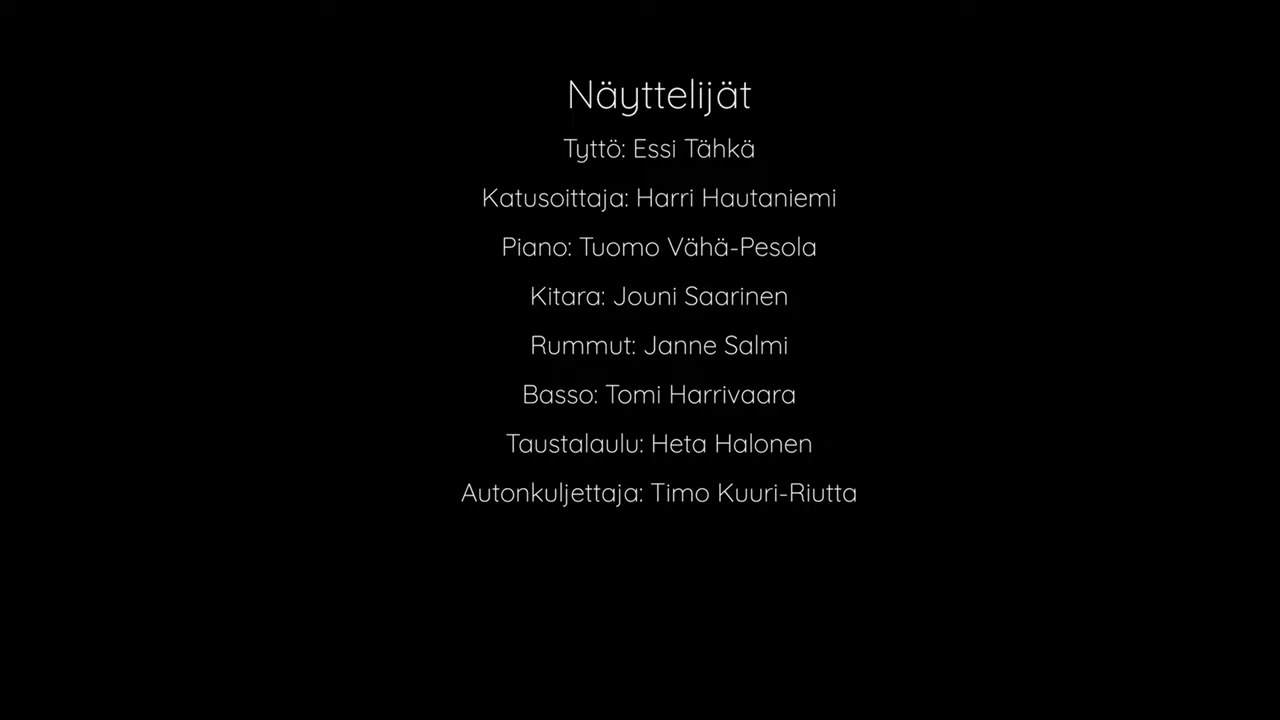 Näyttelijät
Tyttö: Essi Tähkä
Katusoittaja: Harri Hautaniemi
Piano: Tuomo Vähä-Pesola
Kitara: Jouni Saarinen
Rummut: Janne Salmi
Basso: Tomi Harrivaara
Taustalaulu: Heta Halonen
Autonkuljettaja: Timo Kuuri-Riutta